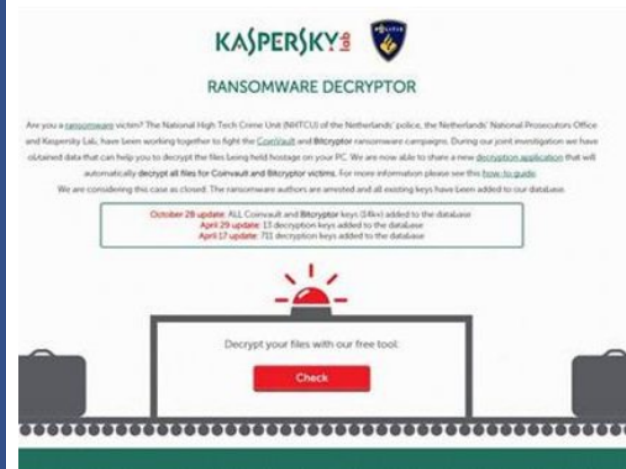 KASPERSKY lab
POLITIE
RANSOMWARE DECRYPTOR
Are you a ransomware victim? The National High Tech Crime Unit (NHTCU) of the Netherlands' police, the Netherlands' National Prosecutors Office
and Kaspersky Lab, have been working together to fight the CoinVault and Bitcryptor ransomware campaigns. During our joint investigation we have
obtained data that can help you to decrypt the files being held hostage on your PC. We are now able to share a new decryption application that will
automatically decrypt all files for Coinvault and Bitcryptor victims. For more information please see this how-to guide.
We are considering this case as closed. The ransomware authors are arrested and all existing keys have been added to our database.
October 28 update: ALL Coinvault and Bitcryptor keys (14k+) added to the database
April 29 update: 13 decryption keys added to the database
April 17 update: 711 decryption keys added to the database
Decrypt your files with our free tool:
Check